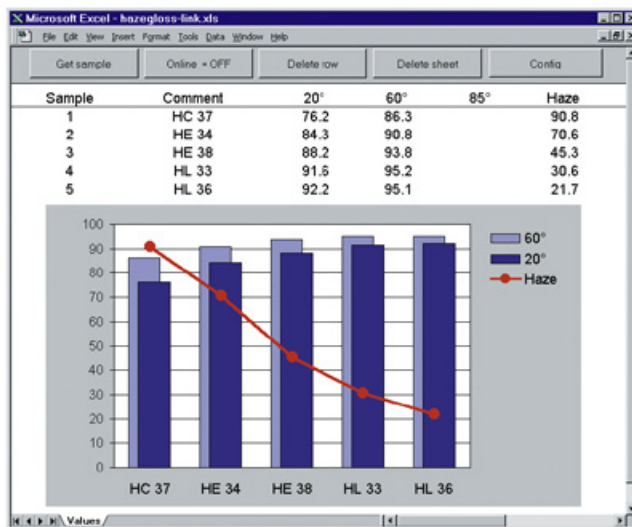 Microsoft Excel - hazegloss-link.xls
File Edit View Insert Format Tools Data Window Help
Get sample Online = OFF Delete row Delete sheet Config
Sample Comment 20° 60° 85° Haze
1 HC 37 76.2 86.3 90.8
2 HE 34 84.3 90.8 70.6
3 HE 38 88.2 93.8 45.3
4 HL 33 91.6 95.2 30.6
5 HL 36 92.2 95.1 21.7
100
90
80
70
60
50
40
30
20
10
0
60°
20°
Haze
HC 37 HE 34 HE 38 HL 33 HL 36
Values